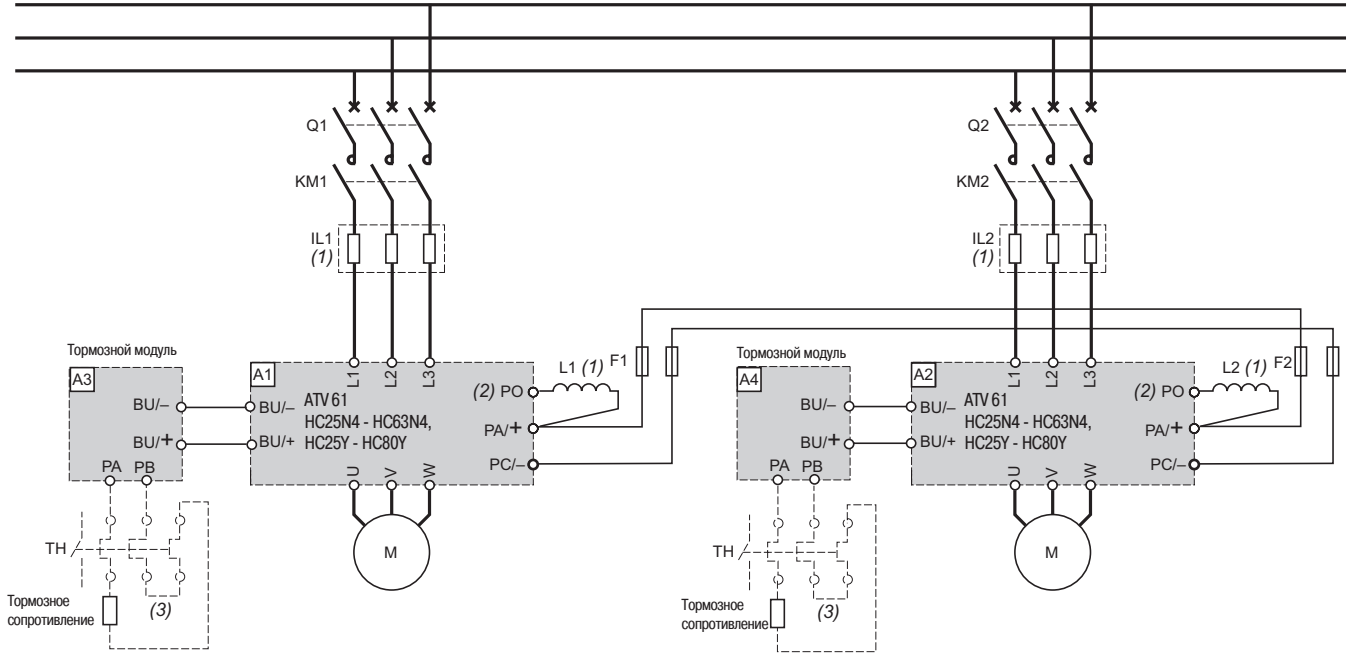 Q1
Q2
KM1
KM2
IL1
(1)
IL2
(1)
Тормозной модуль
A3
BU/–
BU/+
PA PB
A1
L1 L2 L3
ATV 61
HC25N4 - HC63N4,
HC25Y - HC80Y
BU/–
BU/+
U V W
(2) PO
PA/+
PC/–
L1 (1)
F1
M
TH
(3)
Тормозное
сопротивление
Тормозной модуль
A4
BU/–
BU/+
PA PB
A2
L1 L2 L3
ATV 61
HC25N4 - HC63N4,
HC25Y - HC80Y
BU/–
BU/+
U V W
(2) PO
PA/+
PC/–
L2 (1)
F2
M
TH
(3)
Тормозное
сопротивление